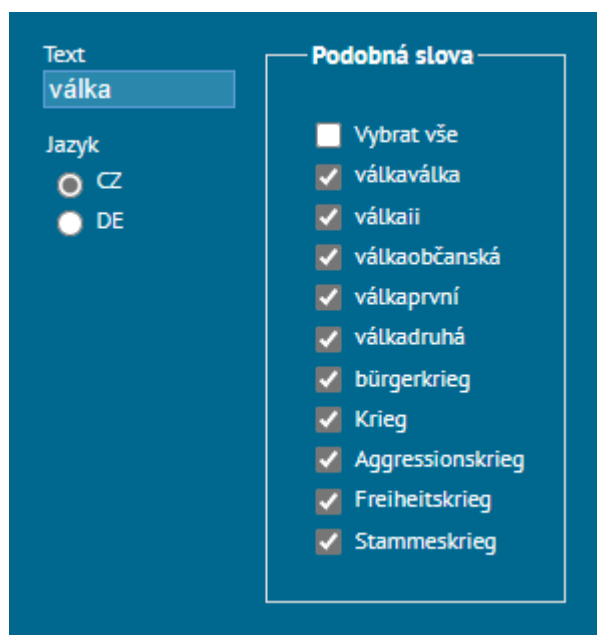 Text
válka
Jazyk
CZ
DE
Podobná slova
Vybrat vše
válkaválka
válkaii
válkaobčanská
válkaprvní
válkadruhá
bürgerkrieg
Krieg
Aggressionskrieg
Freiheitskrieg
Stammeskrieg